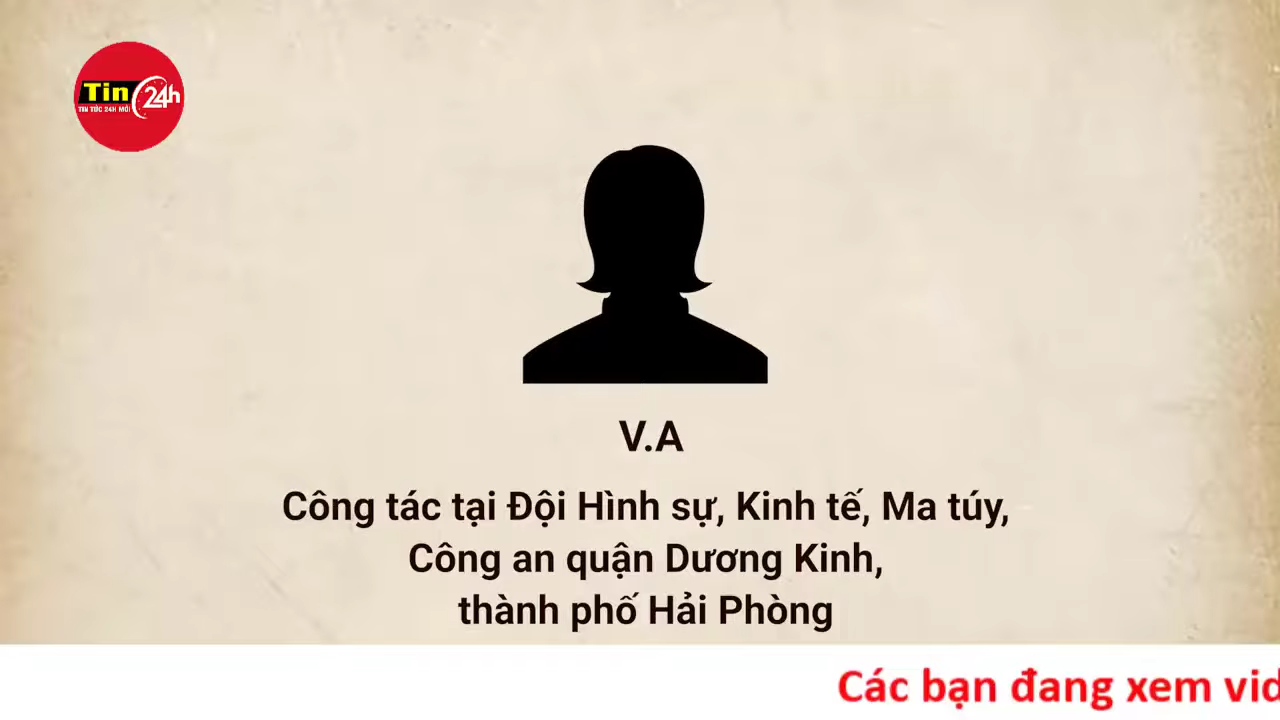 Tin 24h
TIN TỨC 24H MỚI
V.A
Công tác tại Đội Hình sự, Kinh tế, Ma túy,
Công an quận Dương Kinh,
thành phố Hải Phòng
Các bạn đang xem vid